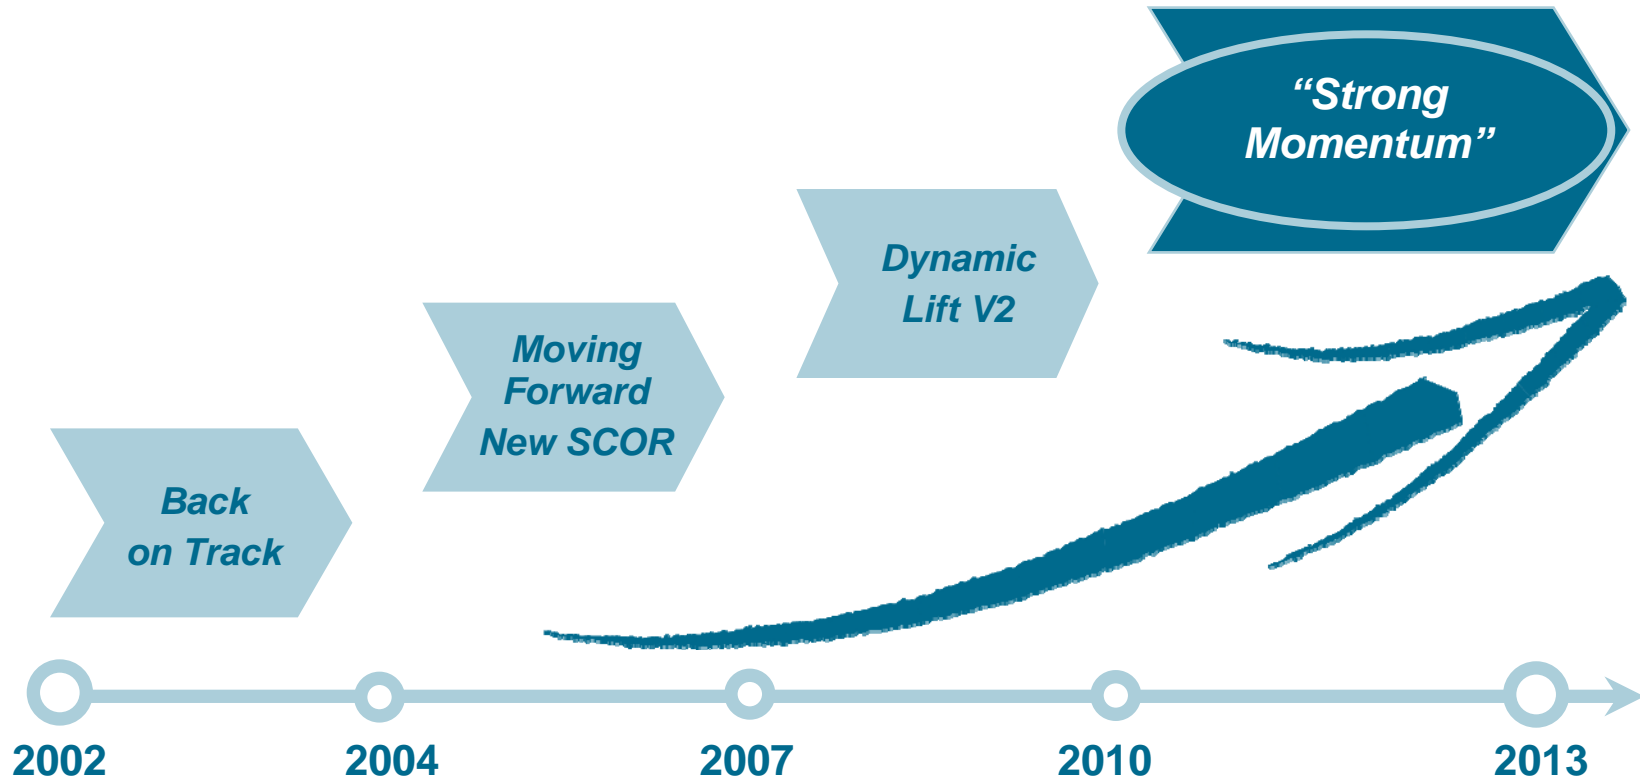 “Strong
Momentum”
Dynamic
Lift V2
Moving
Forward
New SCOR
Back
on Track
2002
2004
2007
2010
2013